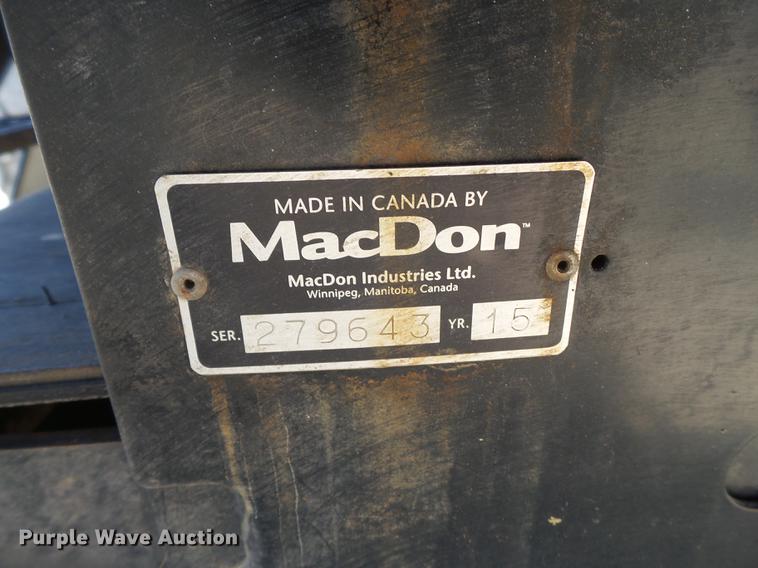 MADE IN CANADA BY
MacDon™
MacDon Industries Ltd.
Winnipeg, Manitoba, Canada
SER. 279643 YR. 15
Purple Wave Auction